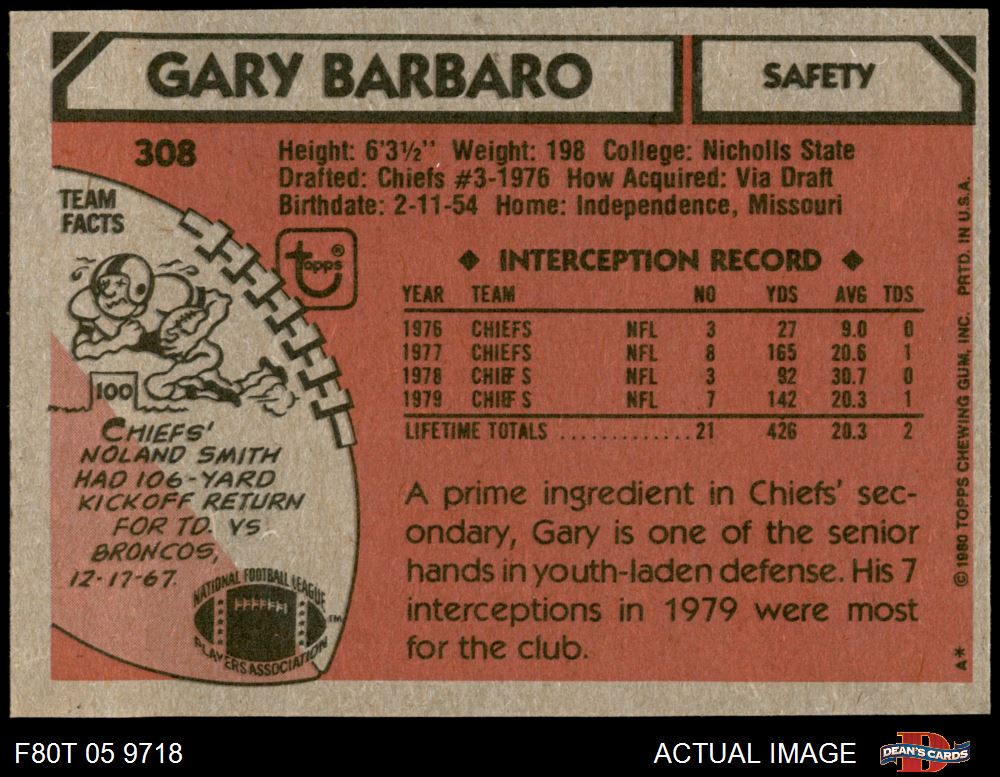 GARY BARBARO
SAFETY
308
Height: 6'3½" Weight: 198 College: Nicholls State
Drafted: Chiefs #3-1976 How Acquired: Via Draft
Birthdate: 2-11-54 Home: Independence, Missouri
TEAM
FACTS
topps®
◆ INTERCEPTION RECORD ◆
YEAR TEAM NO YDS AVG TDS
1976 CHIEFS NFL 3 27 9.0 0
1977 CHIEFS NFL 8 165 20.6 1
1978 CHIEFS NFL 3 92 30.7 0
1979 CHIEFS NFL 7 142 20.3 1
LIFETIME TOTALS ............ 21 426 20.3 2
100
CHIEFS'
NOLAND SMITH
HAD 106-YARD
KICKOFF RETURN
FOR TD. VS
BRONCOS,
12-17-67.
NATIONAL FOOTBALL LEAGUE
PLAYERS ASSOCIATION
SM
A prime ingredient in Chiefs' sec-
ondary, Gary is one of the senior
hands in youth-laden defense. His 7
interceptions in 1979 were most
for the club.
A* © 1980 TOPPS CHEWING GUM, INC. PRTD. IN U.S.A.
F80T 05 9718
ACTUAL IMAGE
DEAN'S CARDS